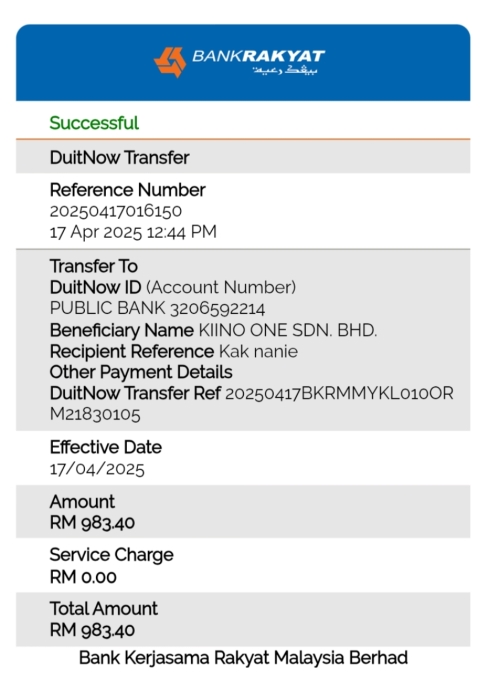 BANKRAKYAT
بيڠك رعيت
Successful
DuitNow Transfer
Reference Number
20250417016150
17 Apr 2025 12:44 PM
Transfer To
DuitNow ID (Account Number)
PUBLIC BANK 3206592214
Beneficiary Name KIINO ONE SDN. BHD.
Recipient Reference Kak nanie
Other Payment Details
DuitNow Transfer Ref 20250417BKRMMYKL010OR
M21830105
Effective Date
17/04/2025
Amount
RM 983.40
Service Charge
RM 0.00
Total Amount
RM 983.40
Bank Kerjasama Rakyat Malaysia Berhad